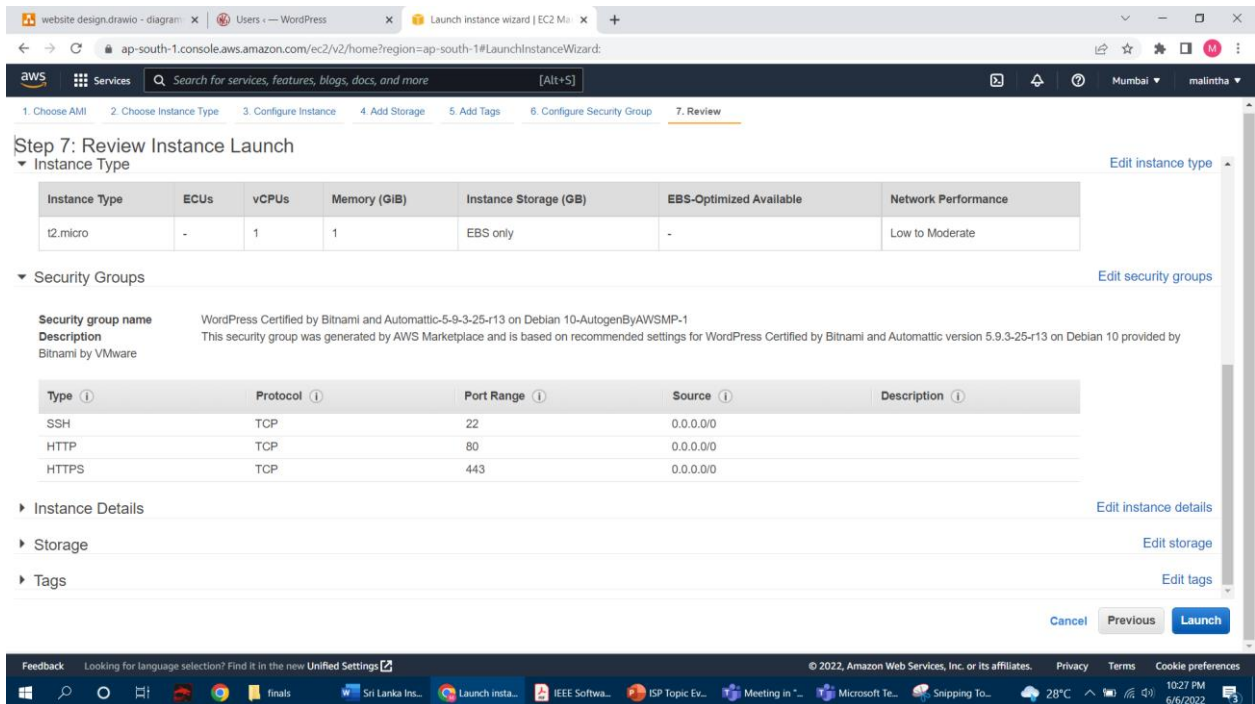 website design.drawio - diagram
Users ‹ — WordPress
Launch instance wizard | EC2 Ma
ap-south-1.console.aws.amazon.com/ec2/v2/home?region=ap-south-1#LaunchInstanceWizard:
M
aws Services Search for services, features, blogs, docs, and more [Alt+S] Mumbai malintha
1. Choose AMI 2. Choose Instance Type 3. Configure Instance 4. Add Storage 5. Add Tags 6. Configure Security Group 7. Review
Step 7: Review Instance Launch
Instance Type Edit instance type
Instance Type ECUs vCPUs Memory (GiB) Instance Storage (GB) EBS-Optimized Available Network Performance
t2.micro - 1 1 EBS only - Low to Moderate
Security Groups Edit security groups
Security group name WordPress Certified by Bitnami and Automattic-5-9-3-25-r13 on Debian 10-AutogenByAWSMP-1
Description This security group was generated by AWS Marketplace and is based on recommended settings for WordPress Certified by Bitnami and Automattic version 5.9.3-25-r13 on Debian 10 provided by
Bitnami by VMware
Type Protocol Port Range Source Description
SSH TCP 22 0.0.0.0/0
HTTP TCP 80 0.0.0.0/0
HTTPS TCP 443 0.0.0.0/0
Instance Details Edit instance details
Storage Edit storage
Tags Edit tags
Cancel Previous Launch
Feedback Looking for language selection? Find it in the new Unified Settings © 2022, Amazon Web Services, Inc. or its affiliates. Privacy Terms Cookie preferences
finals Sri Lanka Ins... Launch insta... IEEE Softwa... ISP Topic Ev... Meeting in "... Microsoft Te... Snipping To... 28°C 10:27 PM
6/6/2022 3